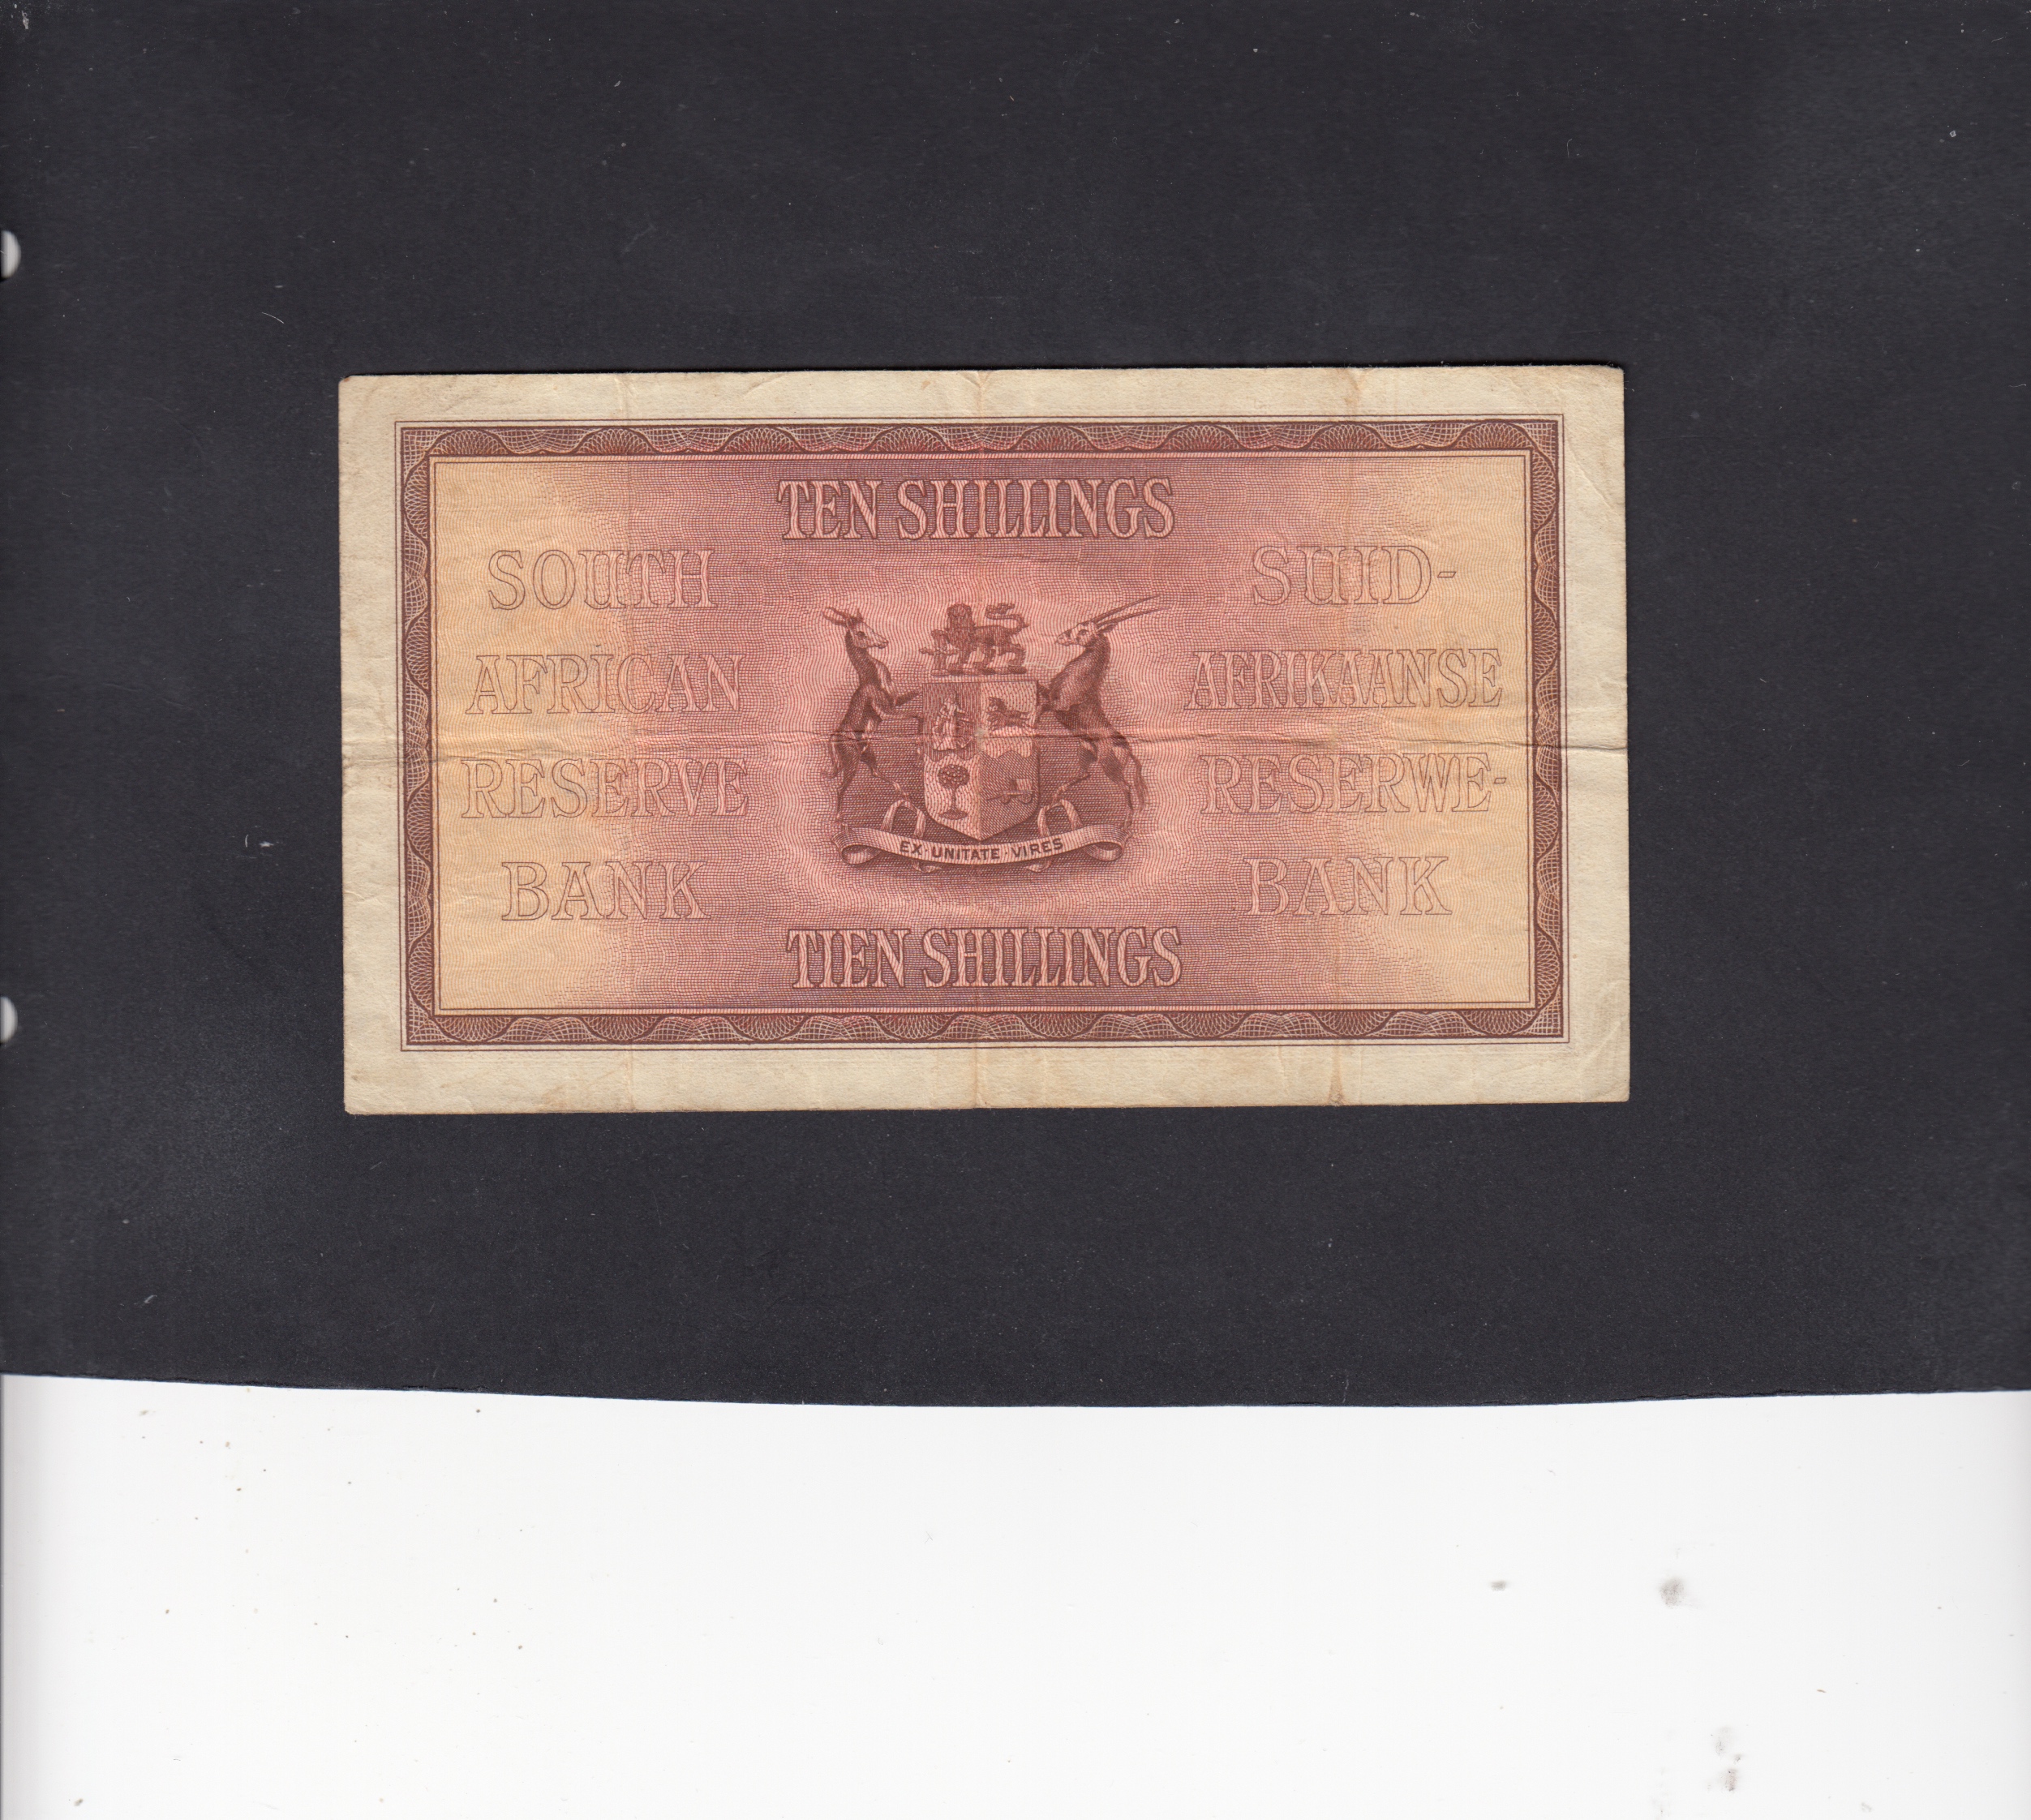 TEN SHILLINGS
SOUTH
AFRICAN
RESERVE
BANK
SUID-
AFRIKAANSE
RESERWE-
BANK
EX·UNITATE·VIRES
TIEN SHILLINGS